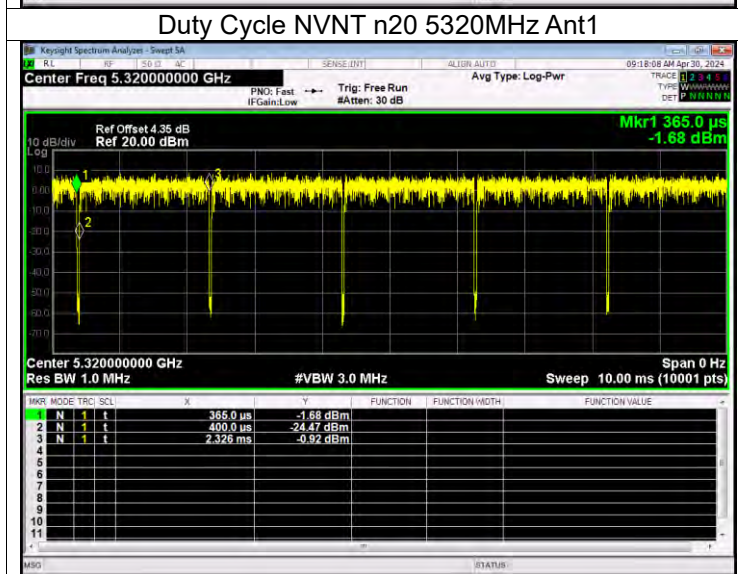 Duty Cycle NVNT n20 5320MHz Ant1
Keysight Spectrum Analyzer - Swept SA
RL RF 50 Ω AC SENSE:INT ALIGN AUTO 09:18:08 AM Apr 30, 2024
Center Freq 5.320000000 GHz Avg Type: Log-Pwr TRACE 1 2 3 4 5 6
PNO: Fast Trig: Free Run TYPE W
IFGain:Low #Atten: 30 dB DET P N N N N N
Mkr1 365.0 µs
Ref Offset 4.35 dB
10 dB/div Ref 20.00 dBm -1.68 dBm
Log
10.0
1
3
0.00
-10.0
2
-20.0
-30.0
-40.0
-50.0
-60.0
-70.0
Center 5.320000000 GHz Span 0 Hz
Res BW 1.0 MHz #VBW 3.0 MHz Sweep 10.00 ms (10001 pts)
MKR MODE TRC SCL X Y FUNCTION FUNCTION WIDTH FUNCTION VALUE
1 N 1 t 365.0 µs -1.68 dBm
2 N 1 t 400.0 µs -24.47 dBm
3 N 1 t 2.326 ms -0.92 dBm
4
5
6
7
8
9
10
11
MSG STATUS